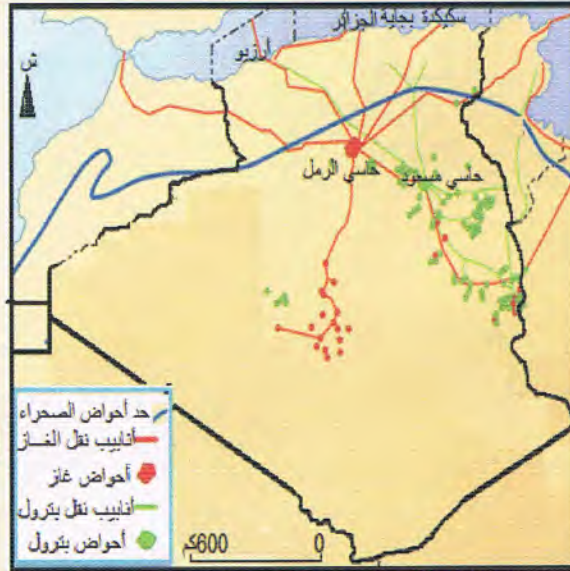 سكيكدة بجاية الجزائر
أرزيو
ش
حاسي الرمل
حاسي مسعود
حد أحواض الصحراء
أنابيب نقل الغاز
أحواض غاز
أنابيب نقل بترول
أحواض بترول
600كم
0